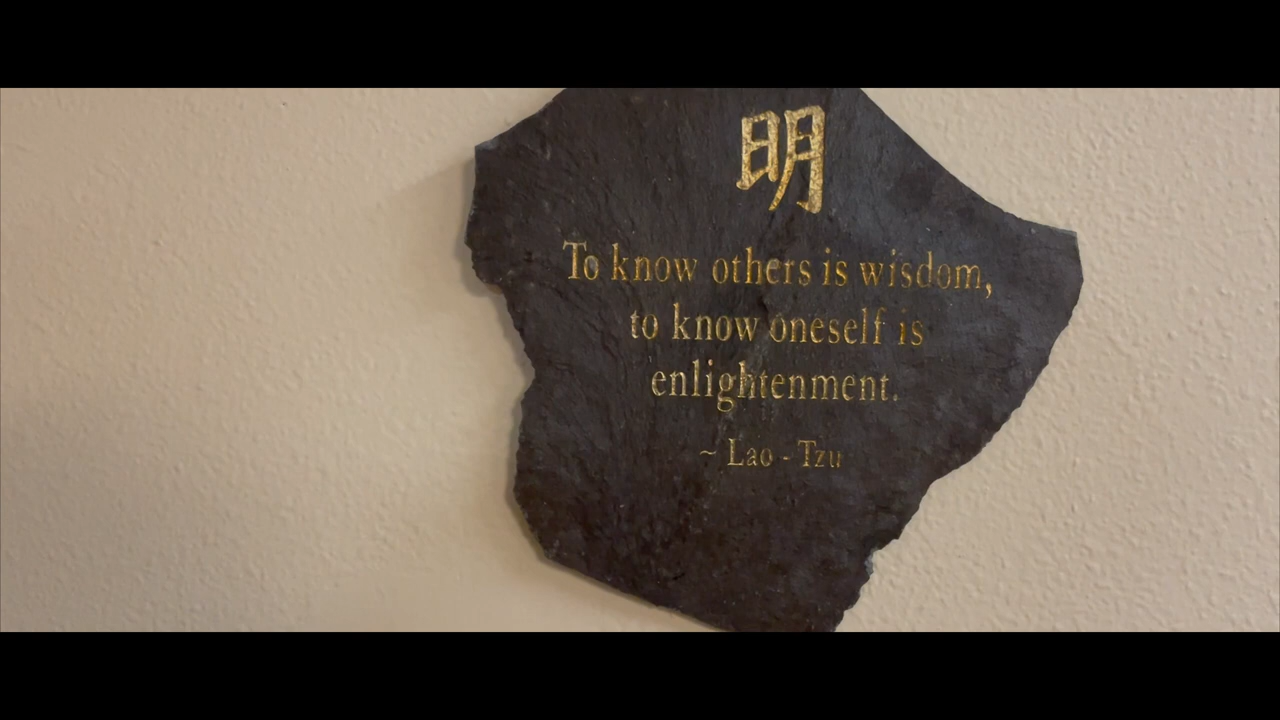 明
To know others is wisdom,
to know oneself is
enlightenment.
~ Lao - Tzu